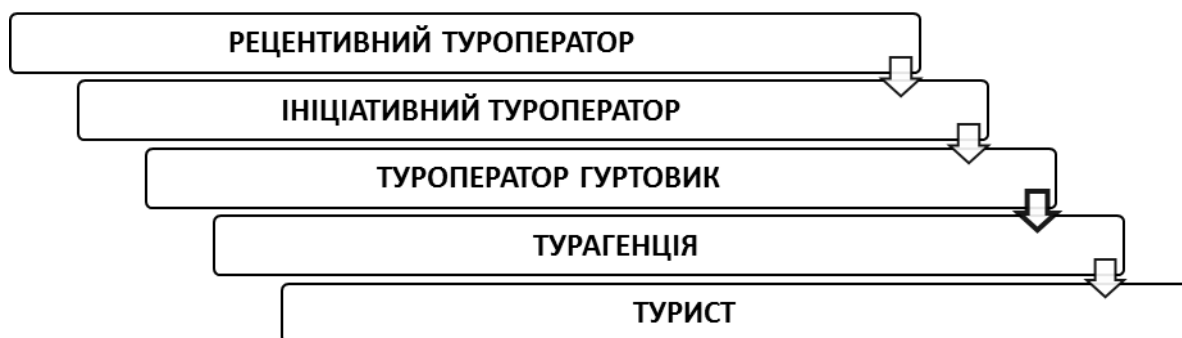 РЕЦЕНТИВНИЙ ТУРОПЕРАТОР
ІНІЦІАТИВНИЙ ТУРОПЕРАТОР
ТУРОПЕРАТОР ГУРТОВИК
ТУРАГЕНЦІЯ
ТУРИСТ